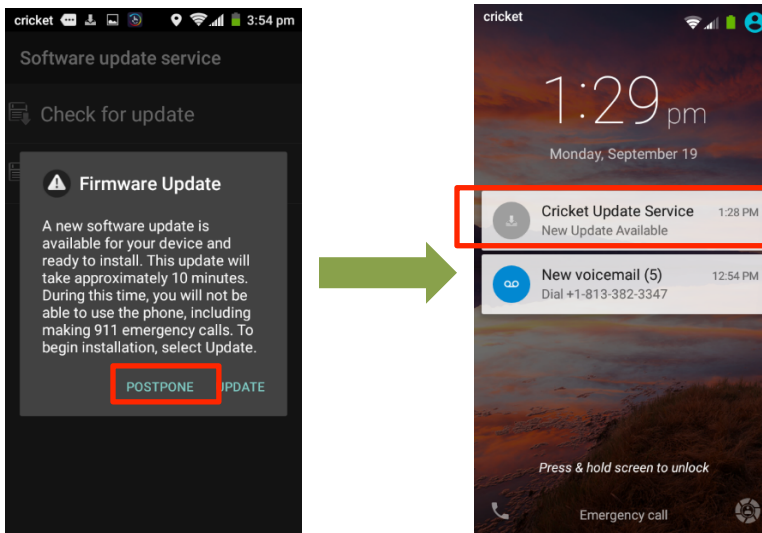 cricket 3:54 pm
Software update service
Check for update
Firmware Update
A new software update is
available for your device and
ready to install. This update will
take approximately 10 minutes.
During this time, you will not be
able to use the phone, including
making 911 emergency calls. To
begin installation, select Update.
POSTPONE UPDATE
cricket
1:29 pm
Monday, September 19
Cricket Update Service 1:28 PM
New Update Available
New voicemail (5) 12:54 PM
Dial +1-813-382-3347
Press & hold screen to unlock
Emergency call